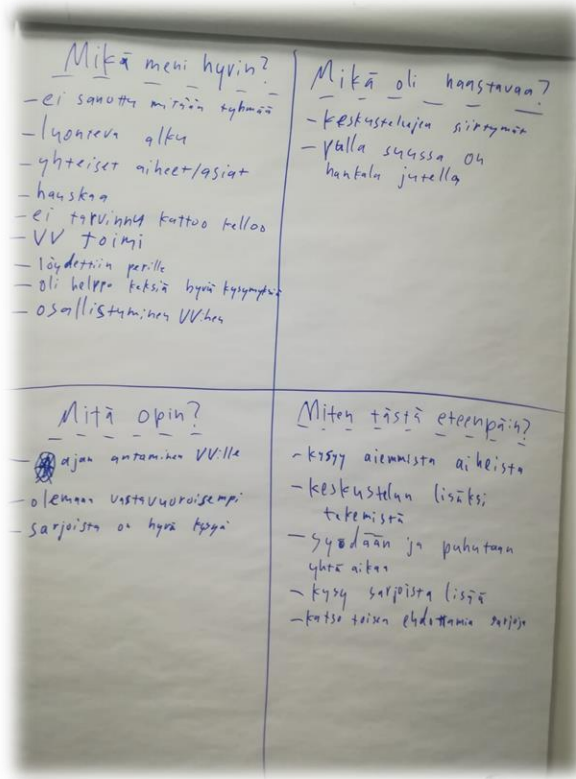 Mikä meni hyvin?
- ei sanottu mitään tyhmää
- luonteva alku
- yhteiset aiheet/asiat
- hauskaa
- ei tarvinnu kattoo kelloo
- VV toimi
- löydettiin perille
- oli helppo keksiä hyviä kysymyksiä
- osallistuminen VV:hen
Mikä oli haastavaa?
- keskustelujen siirtymät
- pulla suussa on
hankala jutella
Mitä opin?
- ajan antaminen VV:lle
- olemaan vastavuoroisempi
- sarjoista on hyvä kysyä
Miten tästä eteenpäin?
- kysyy aiemmista aiheista
- keskustelun lisäksi
tekemistä
- syödään ja puhutaan
yhtä aikaa
- kysy sarjoista lisää
- katso toisen ehdottamia sarjoja